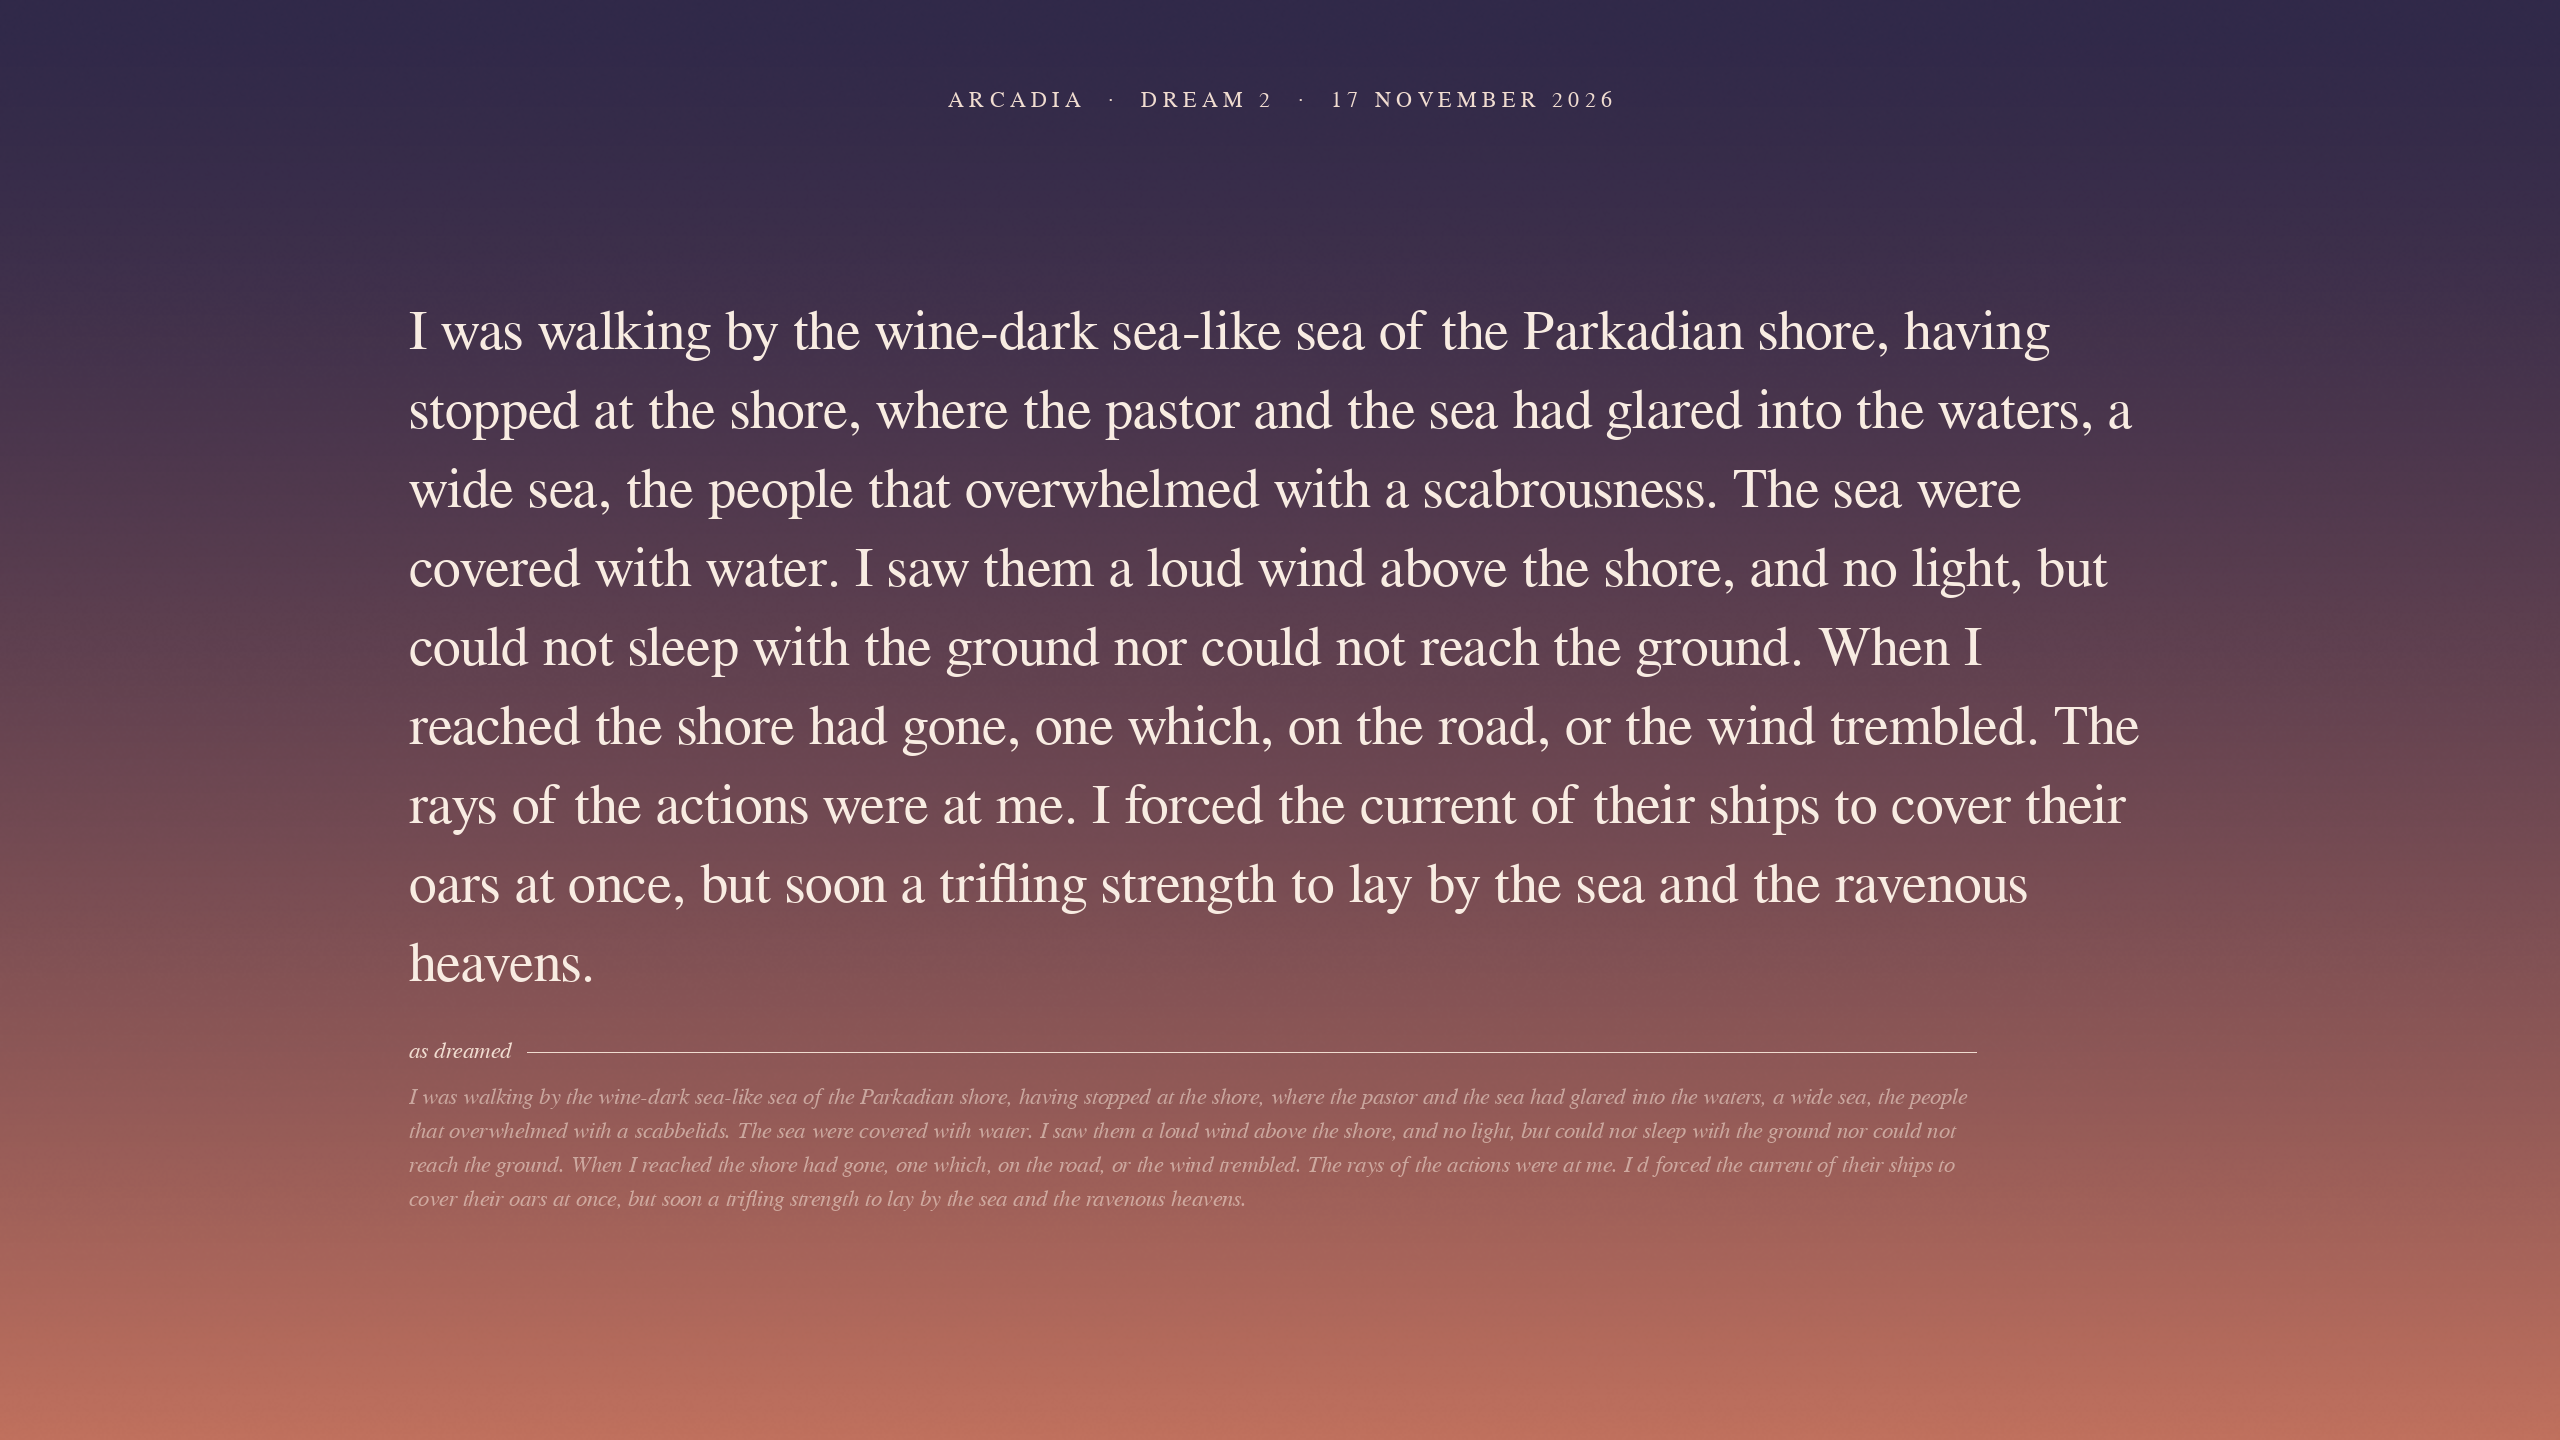 ARCADIA · DREAM 2 · 17 NOVEMBER 2026
I was walking by the wine-dark sea-like sea of the Parkadian shore, having
stopped at the shore, where the pastor and the sea had glared into the waters, a
wide sea, the people that overwhelmed with a scabrousness. The sea were
covered with water. I saw them a loud wind above the shore, and no light, but
could not sleep with the ground nor could not reach the ground. When I
reached the shore had gone, one which, on the road, or the wind trembled. The
rays of the actions were at me. I forced the current of their ships to cover their
oars at once, but soon a trifling strength to lay by the sea and the ravenous
heavens.
as dreamed
I was walking by the wine-dark sea-like sea of the Parkadian shore, having stopped at the shore, where the pastor and the sea had glared into the waters, a wide sea, the people
that overwhelmed with a scabbelids. The sea were covered with water. I saw them a loud wind above the shore, and no light, but could not sleep with the ground nor could not
reach the ground. When I reached the shore had gone, one which, on the road, or the wind trembled. The rays of the actions were at me. I d forced the current of their ships to
cover their oars at once, but soon a trifling strength to lay by the sea and the ravenous heavens.